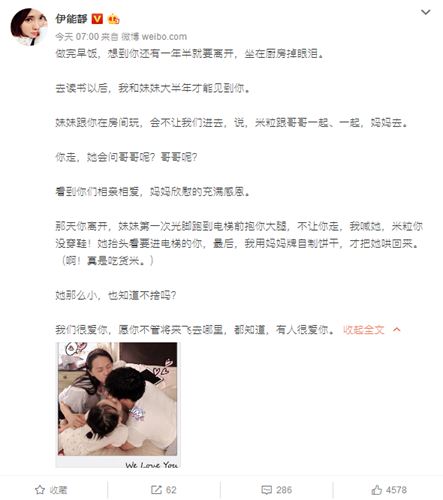 伊能靜
今天 07:00 来自 微博 weibo.com
做完早饭，想到你还有一年半就要离开，坐在厨房掉眼泪。
去读书以后，我和妹妹大半年才能见到你。
妹妹跟你在房间玩，会不让我们进去，说，米粒跟哥哥一起、一起，妈妈去。
你走，她会问哥哥呢？哥哥呢？
看到你们相亲相爱，妈妈欣慰的充满感恩。
那天你离开，妹妹第一次光脚跑到电梯前抱你大腿，不让你走，我喊她，米粒你
没穿鞋！她抬头看要进电梯的你，最后，我用妈妈牌自制饼干，才把她哄回来。
（啊！真是吃货米。）
她那么小，也知道不捨吗？
我们很爱你，愿你不管将来飞去哪里，都知道，有人很爱你。 收起全文
We Love You
收藏 62 286 4578